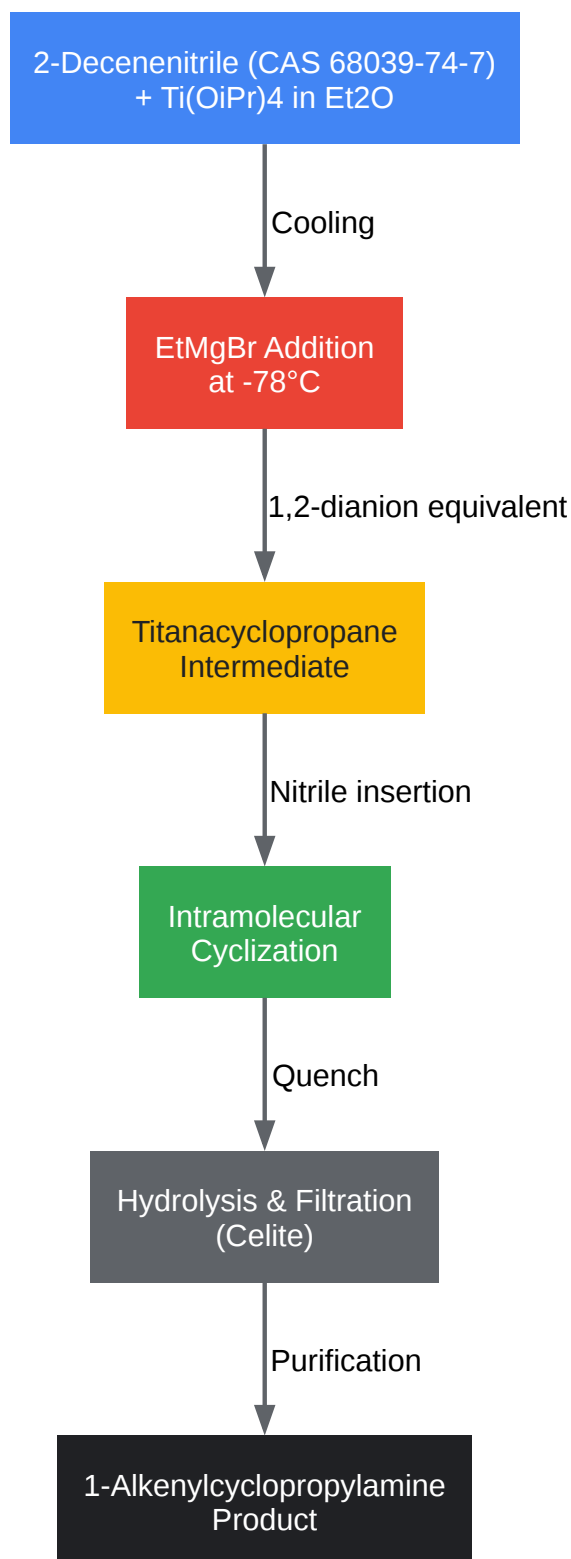 2-Decenenitrile (CAS 68039-74-7)
+ Ti(OiPr)4 in Et2O
Cooling
EtMgBr Addition
at -78°C
1,2-dianion equivalent
Titanacyclopropane
Intermediate
Nitrile insertion
Intramolecular
Cyclization
Quench
Hydrolysis & Filtration
(Celite)
Purification
1-Alkenylcyclopropylamine
Product